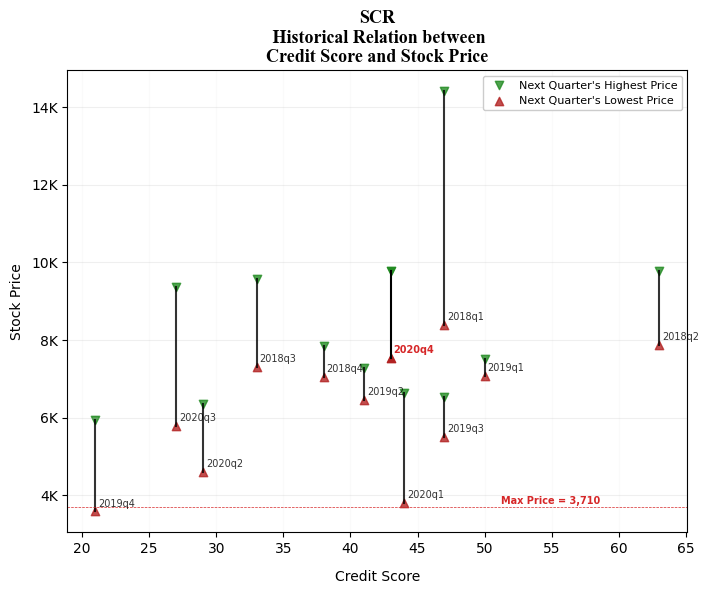 SCR
Historical Relation between
Credit Score and Stock Price
Next Quarter's Highest Price
Next Quarter's Lowest Price
14K
12K
10K
8K
6K
4K
Stock Price
2018q1
2018q2
2020q4
2018q3
2018q4
2019q1
2019q2
2020q3
2019q3
2020q2
2020q1
2019q4
Max Price = 3,710
20 25 30 35 40 45 50 55 60 65
Credit Score